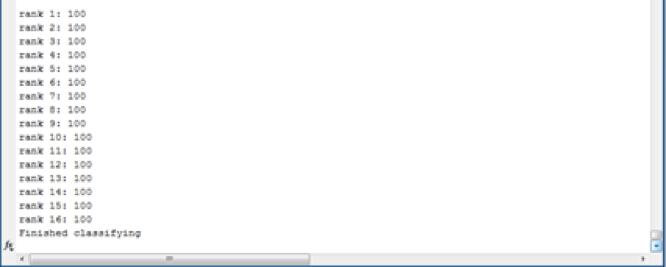 rank 1: 100
rank 2: 100
rank 3: 100
rank 4: 100
rank 5: 100
rank 6: 100
rank 7: 100
rank 8: 100
rank 9: 100
rank 10: 100
rank 11: 100
rank 12: 100
rank 13: 100
rank 14: 100
rank 15: 100
rank 16: 100
Finished classifying
fx